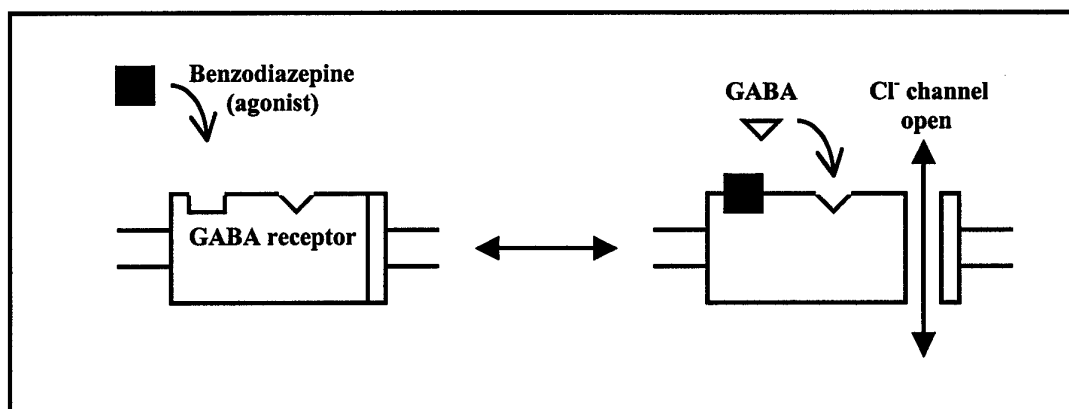 Benzodiazepine
(agonist)
GABA receptor
GABA
Cl⁻ channel
open